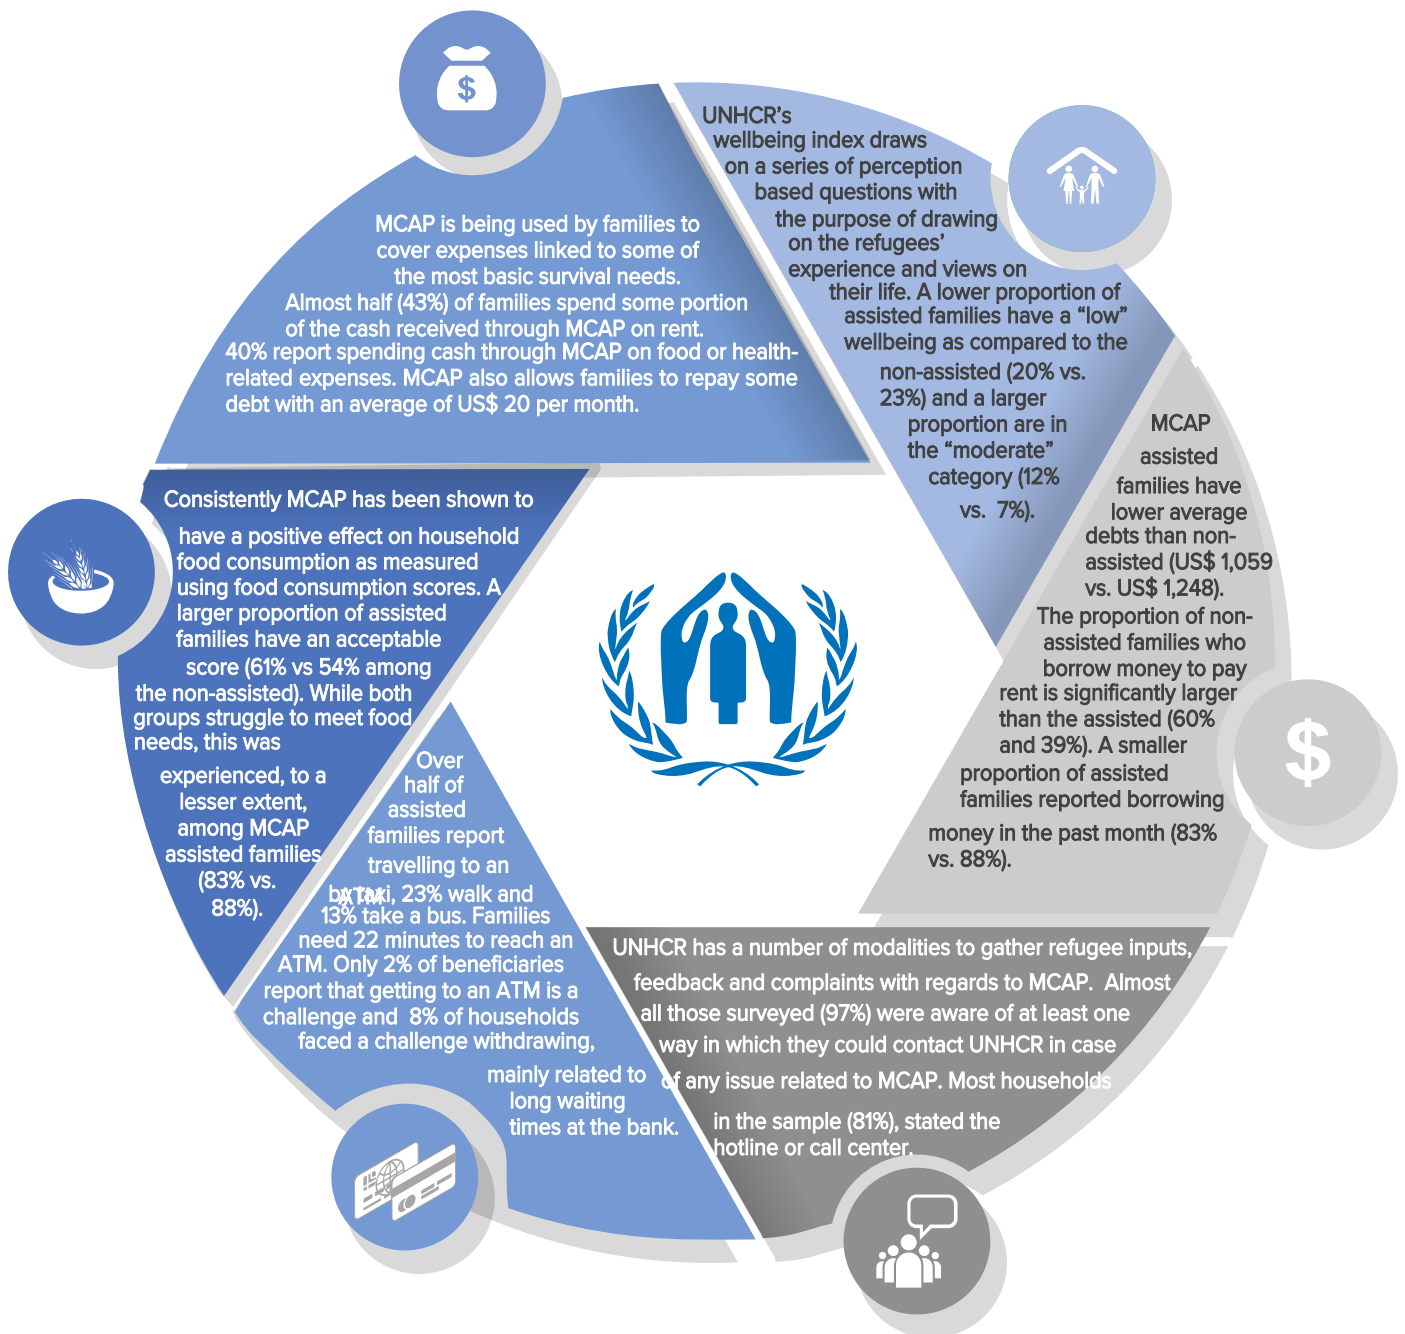 $
MCAP is being used by families to
cover expenses linked to some of
the most basic survival needs.
Almost half (43%) of families spend some portion
of the cash received through MCAP on rent.
40% report spending cash through MCAP on food or health-
related expenses. MCAP also allows families to repay some
debt with an average of US$ 20 per month.
UNHCR’s
wellbeing index draws
on a series of perception
based questions with
the purpose of drawing
on the refugees’
experience and views on
their life. A lower proportion of
assisted families have a “low”
wellbeing as compared to the
non-assisted (20% vs.
23%) and a larger
proportion are in
the “moderate”
category (12%
vs. 7%).
MCAP
assisted
families have
lower average
debts than non-
assisted (US$ 1,059
vs. US$ 1,248).
The proportion of non-
assisted families who
borrow money to pay
rent is significantly larger
than the assisted (60%
and 39%). A smaller
proportion of assisted
families reported borrowing
money in the past month (83%
vs. 88%).
$
UNHCR has a number of modalities to gather refugee inputs,
feedback and complaints with regards to MCAP. Almost
all those surveyed (97%) were aware of at least one
way in which they could contact UNHCR in case
of any issue related to MCAP. Most households
in the sample (81%), stated the
hotline or call center.
Over
half of
assisted
families report
travelling to an
ATM
by taxi, 23% walk and
13% take a bus. Families
need 22 minutes to reach an
ATM. Only 2% of beneficiaries
report that getting to an ATM is a
challenge and 8% of households
faced a challenge withdrawing,
mainly related to
long waiting
times at the bank.
Consistently MCAP has been shown to
have a positive effect on household
food consumption as measured
using food consumption scores. A
larger proportion of assisted
families have an acceptable
score (61% vs 54% among
the non-assisted). While both
groups struggle to meet food
needs, this was
experienced, to a
lesser extent,
among MCAP
assisted families
(83% vs.
88%).